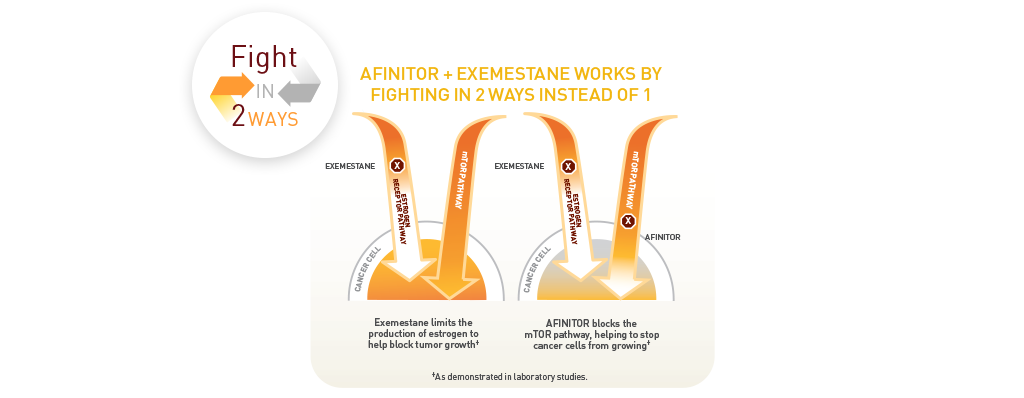 Fight
IN
2 WAYS
AFINITOR + EXEMESTANE WORKS BY
FIGHTING IN 2 WAYS INSTEAD OF 1
EXEMESTANE
X
ESTROGEN
RECEPTOR PATHWAY
mTOR PATHWAY
CANCER CELL
EXEMESTANE
X
ESTROGEN
RECEPTOR PATHWAY
mTOR PATHWAY
X
AFINITOR
CANCER CELL
Exemestane limits the
production of estrogen to
help block tumor growth†
AFINITOR blocks the
mTOR pathway, helping to stop
cancer cells from growing†
†As demonstrated in laboratory studies.